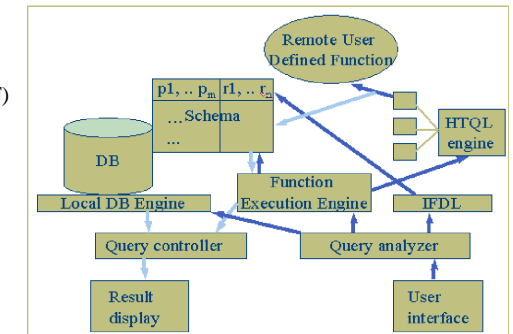 )
Remote User
Defined Function
p1, .. pm r1, .. rn
...Schema
...
HTQL
engine
DB
Function
Execution Engine
Local DB Engine
IFDL
Query controller
Query analyzer
Result
display
User
interface